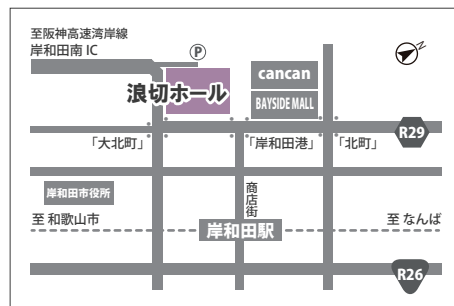 至阪神高速湾岸線
岸和田南 IC
P
N
浪切ホール
cancan
BAYSIDE MALL
「大北町」
「岸和田港」
「北町」
R29
岸和田市役所
商店街
至 和歌山市
岸和田駅
至 なんば
R26